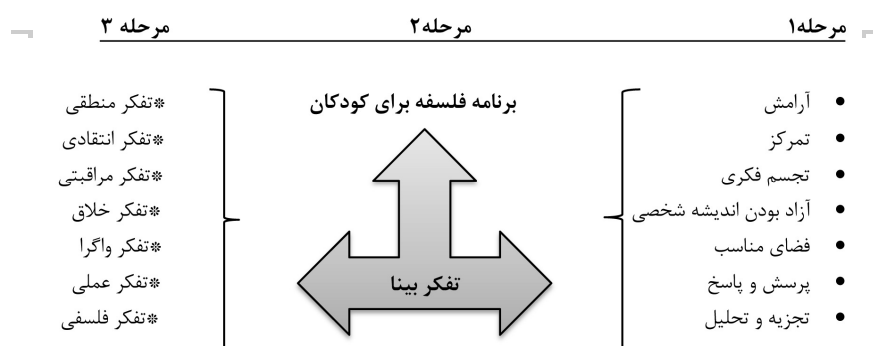 مرحله۱ مرحله۲ مرحله ۳
برنامه فلسفه برای کودکان
• آرامش
• تمرکز
• تجسم فکری
• آزاد بودن اندیشه شخصی
• فضای مناسب
• پرسش و پاسخ
• تجزیه و تحلیل
تفکر بینا
❊تفکر منطقی
❊تفکر انتقادی
❊تفکر مراقبتی
❊تفکر خلاق
❊تفکر واگرا
❊تفکر عملی
❊تفکر فلسفی